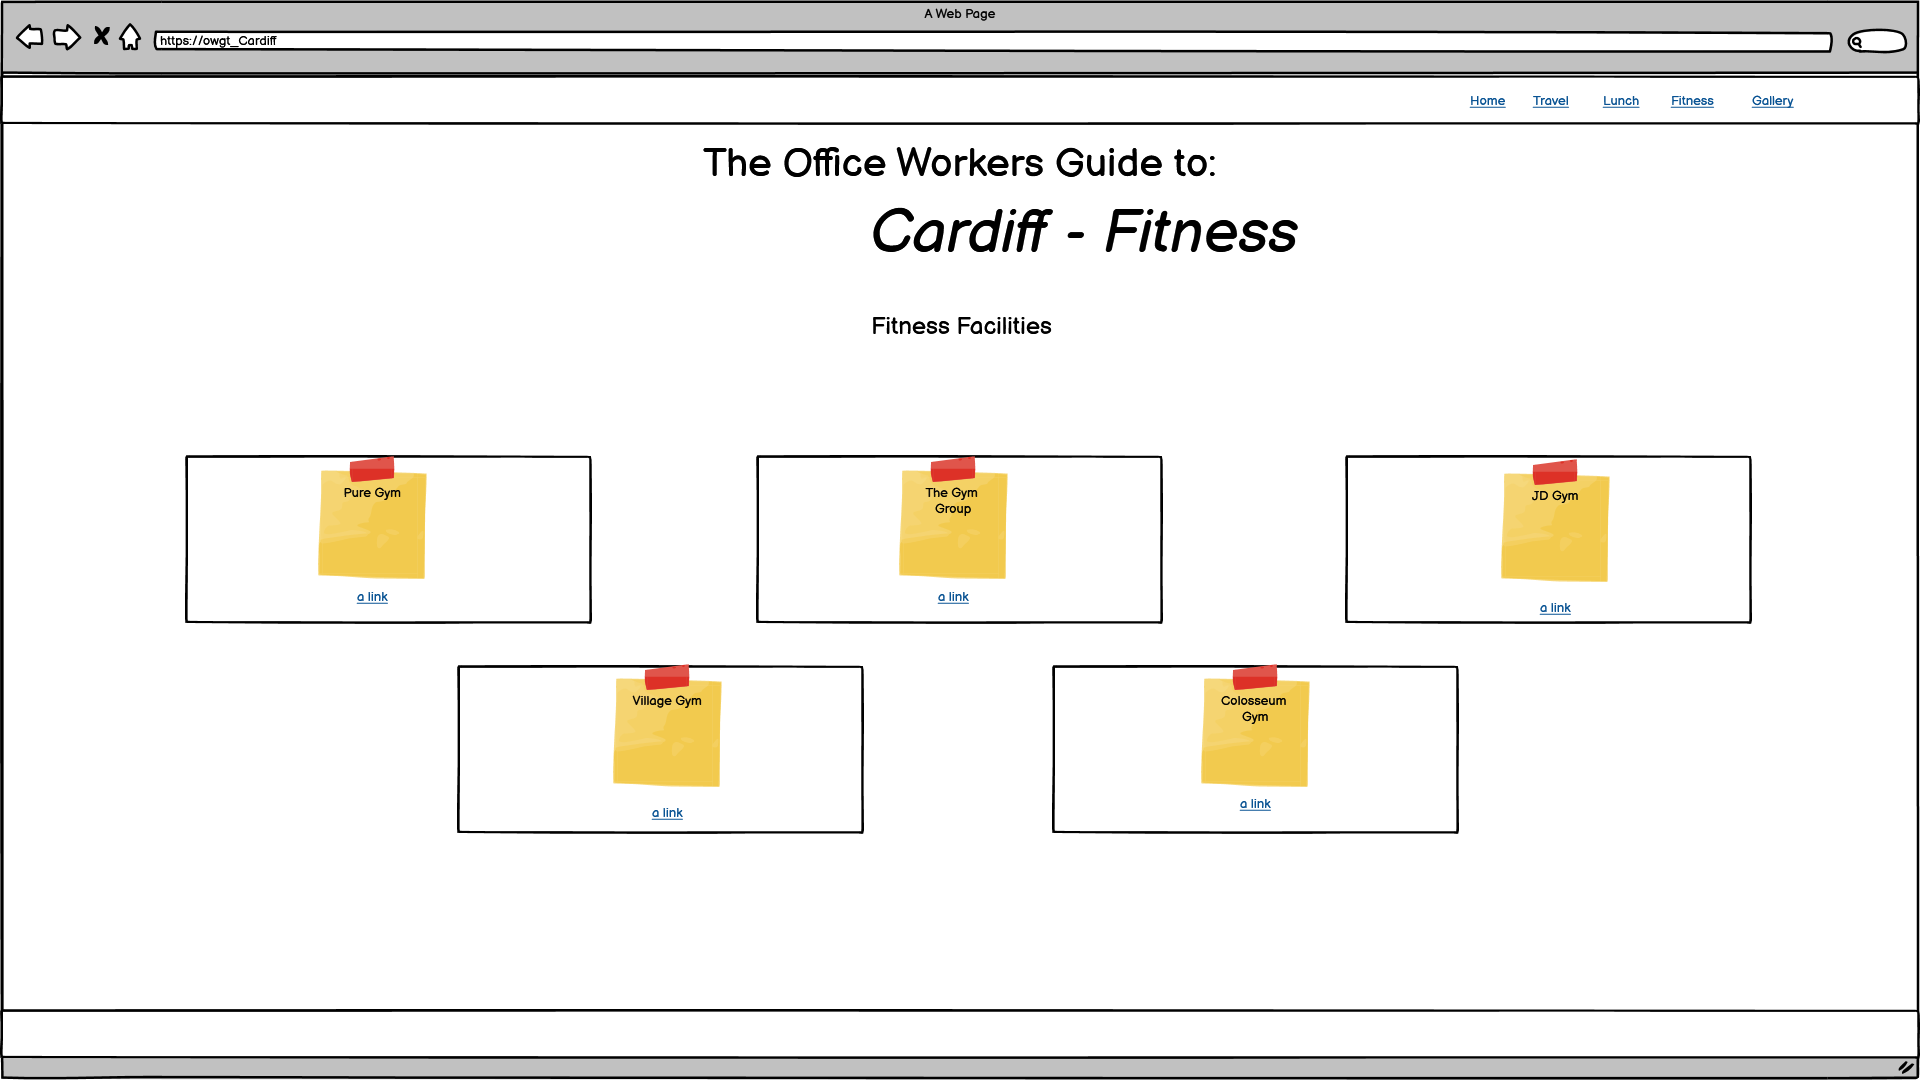 A Web Page
https://owgt_Cardiff
Home Travel Lunch Fitness Gallery
The Office Workers Guide to:
Cardiff - Fitness
Fitness Facilities
Pure Gym
a link
The Gym
Group
a link
JD Gym
a link
Village Gym
a link
Colosseum
Gym
a link